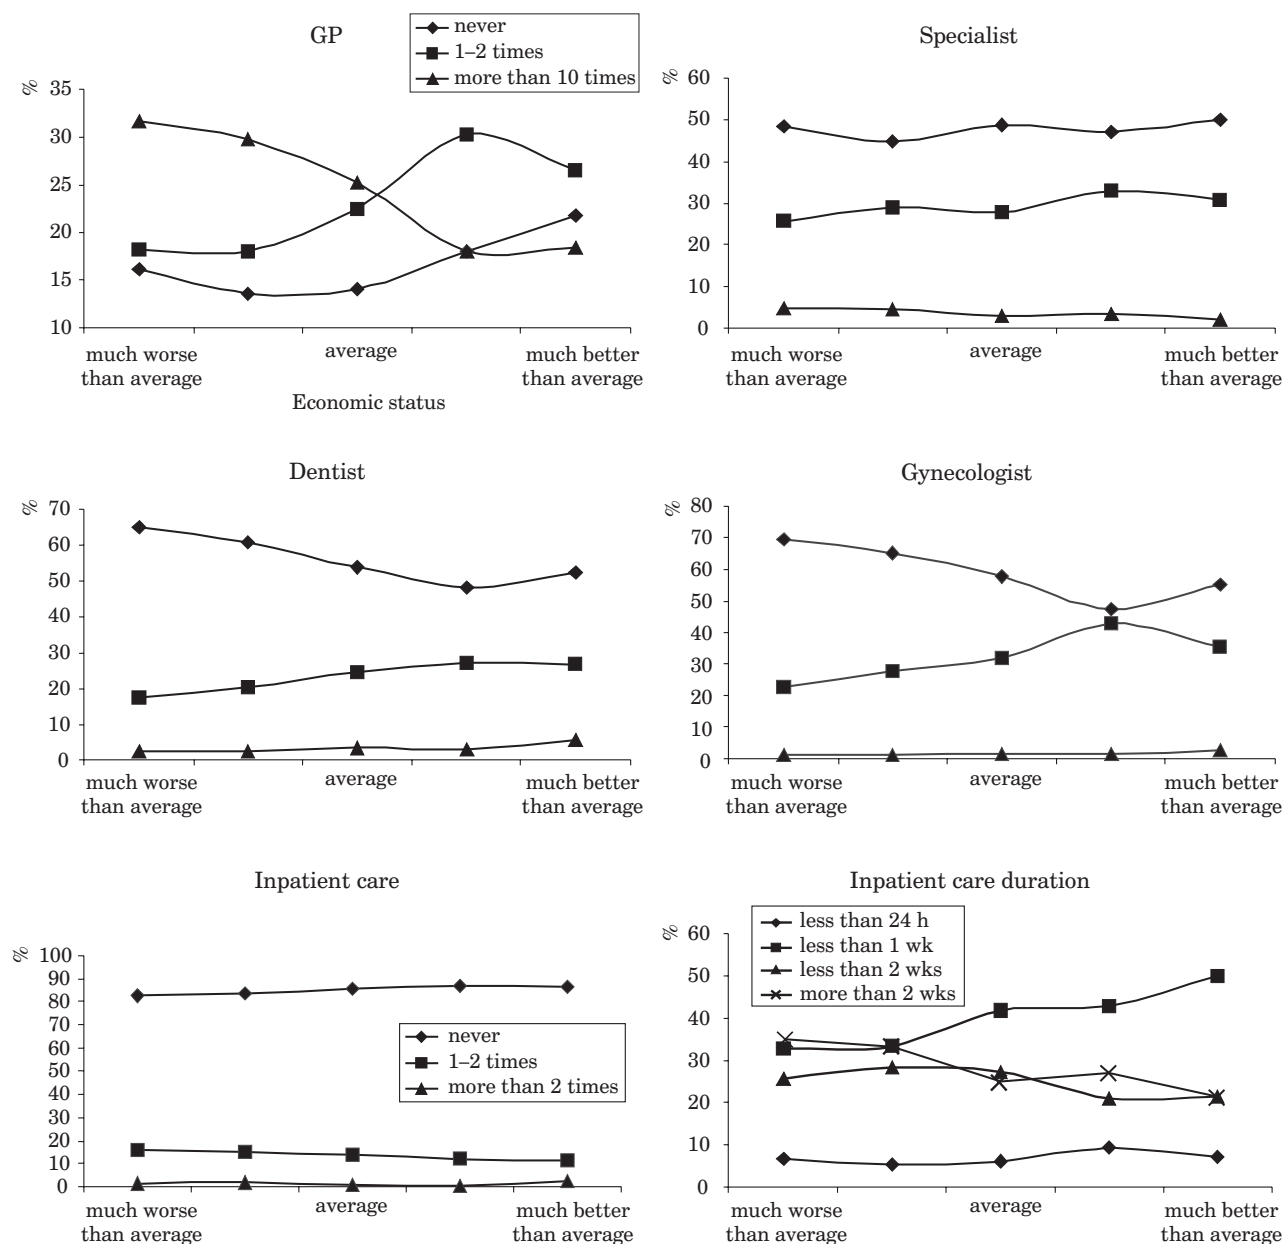 GP
never
1–2 times
more than 10 times
%
35
30
25
20
15
10
much worse
than average
average
much better
than average
Economic status
Specialist
%
60
50
40
30
20
10
0
much worse
than average
average
much better
than average
Dentist
%
70
60
50
40
30
20
10
0
much worse
than average
average
much better
than average
Gynecologist
%
80
70
60
50
40
30
20
10
0
much worse
than average
average
much better
than average
Inpatient care
%
100
90
80
70
60
50
40
30
20
10
0
never
1–2 times
more than 2 times
much worse
than average
average
much better
than average
Inpatient care duration
less than 24 h
less than 1 wk
less than 2 wks
more than 2 wks
%
60
50
40
30
20
10
0
much worse
than average
average
much better
than average